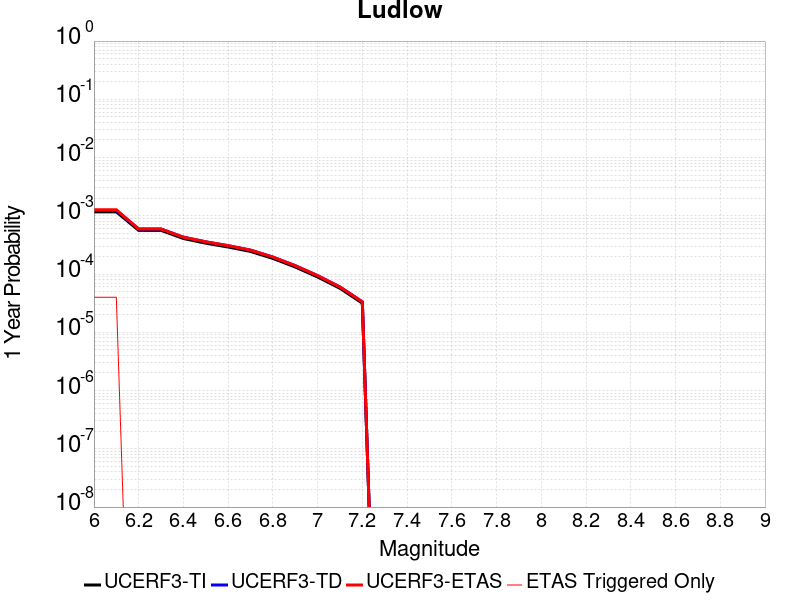 Ludlow
1 Year Probability
10^0
10^-1
10^-2
10^-3
10^-4
10^-5
10^-6
10^-7
10^-8
6 6.2 6.4 6.6 6.8 7 7.2 7.4 7.6 7.8 8 8.2 8.4 8.6 8.8 9
Magnitude
UCERF3-TI UCERF3-TD UCERF3-ETAS ETAS Triggered Only